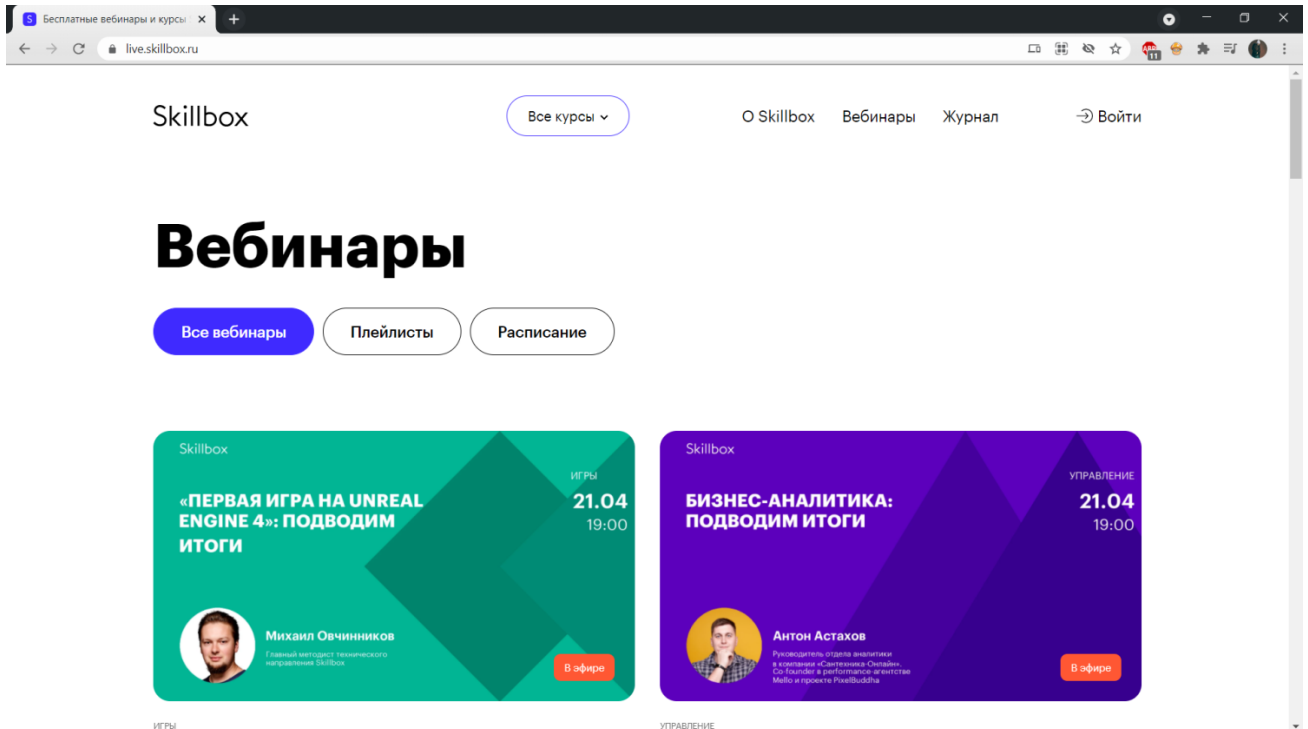 S Бесплатные вебинары и курсы
live.skillbox.ru
ABP
11
Skillbox
Все курсы
О Skillbox
Вебинары
Журнал
Войти
Вебинары
Все вебинары
Плейлисты
Расписание
Skillbox
ИГРЫ
21.04
19:00
«ПЕРВАЯ ИГРА НА UNREAL
ENGINE 4»: ПОДВОДИМ
ИТОГИ
Михаил Овчинников
Главный методист технического
направления Skillbox
В эфире
Skillbox
УПРАВЛЕНИЕ
21.04
19:00
БИЗНЕС-АНАЛИТИКА:
ПОДВОДИМ ИТОГИ
Антон Астахов
Руководитель отдела аналитики
в компании «Сантехника-Онлайн».
Co-founder в performance-агентстве
Mello и проекте PixelBuddha
В эфире
ИГРЫ
УПРАВЛЕНИЕ